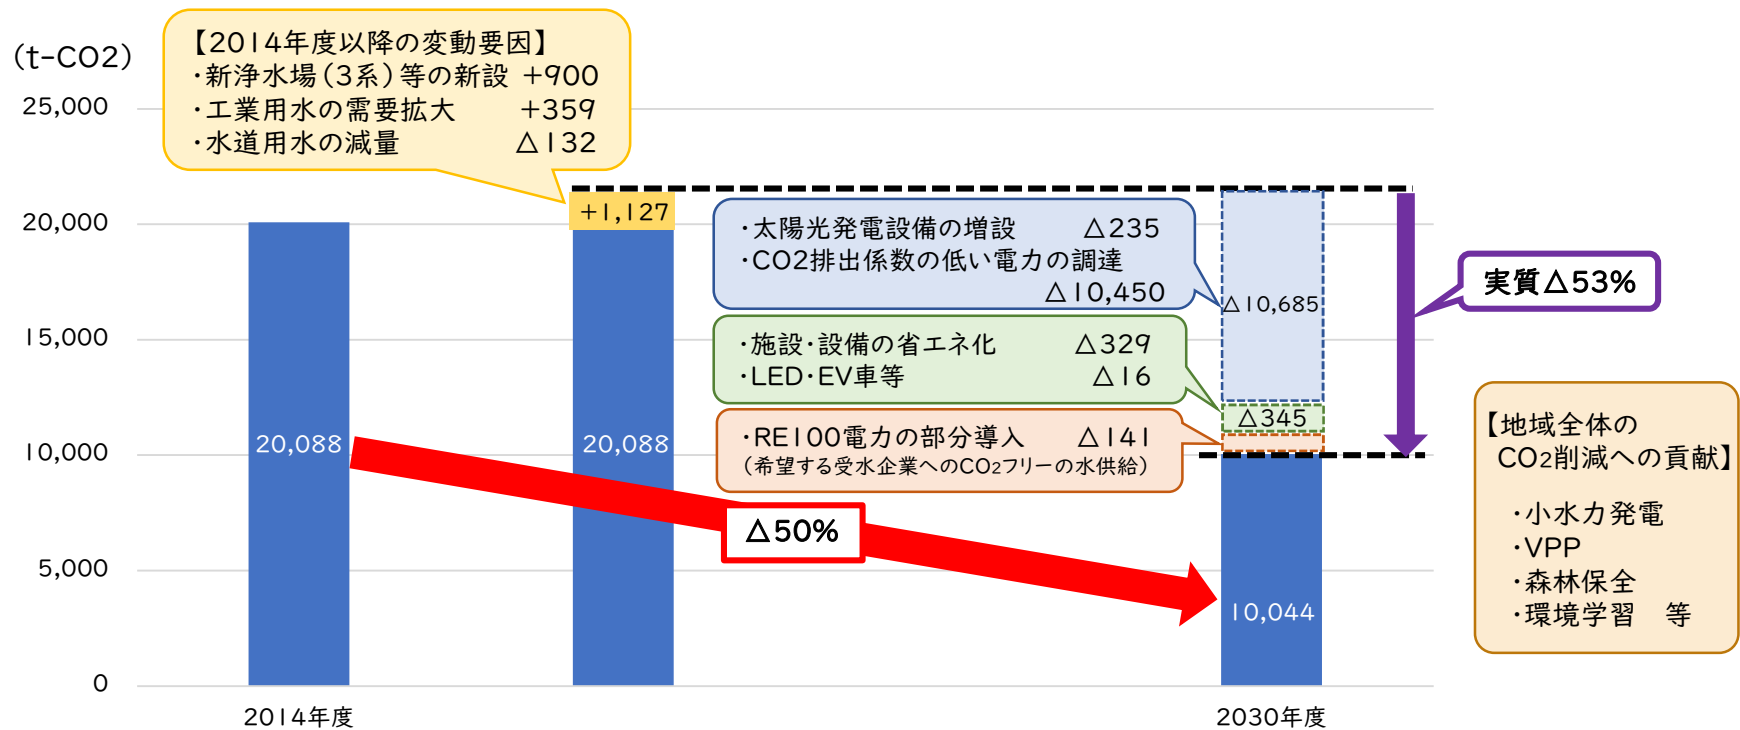 (t-CO2)
25,000
20,000
15,000
10,000
5,000
0
【2014年度以降の変動要因】
・新浄水場(3系)等の新設 +900
・工業用水の需要拡大 +359
・水道用水の減量 △132
+1,127
20,088
20,088
・太陽光発電設備の増設 △235
・CO2排出係数の低い電力の調達
△10,450
△10,685
・施設・設備の省エネ化 △329
・LED・EV車等 △16
△345
・RE100電力の部分導入 △141
(希望する受水企業へのCO₂フリーの水供給)
△50%
実質△53%
10,044
【地域全体の
CO₂削減への貢献】
・小水力発電
・VPP
・森林保全
・環境学習 等
2014年度
2030年度